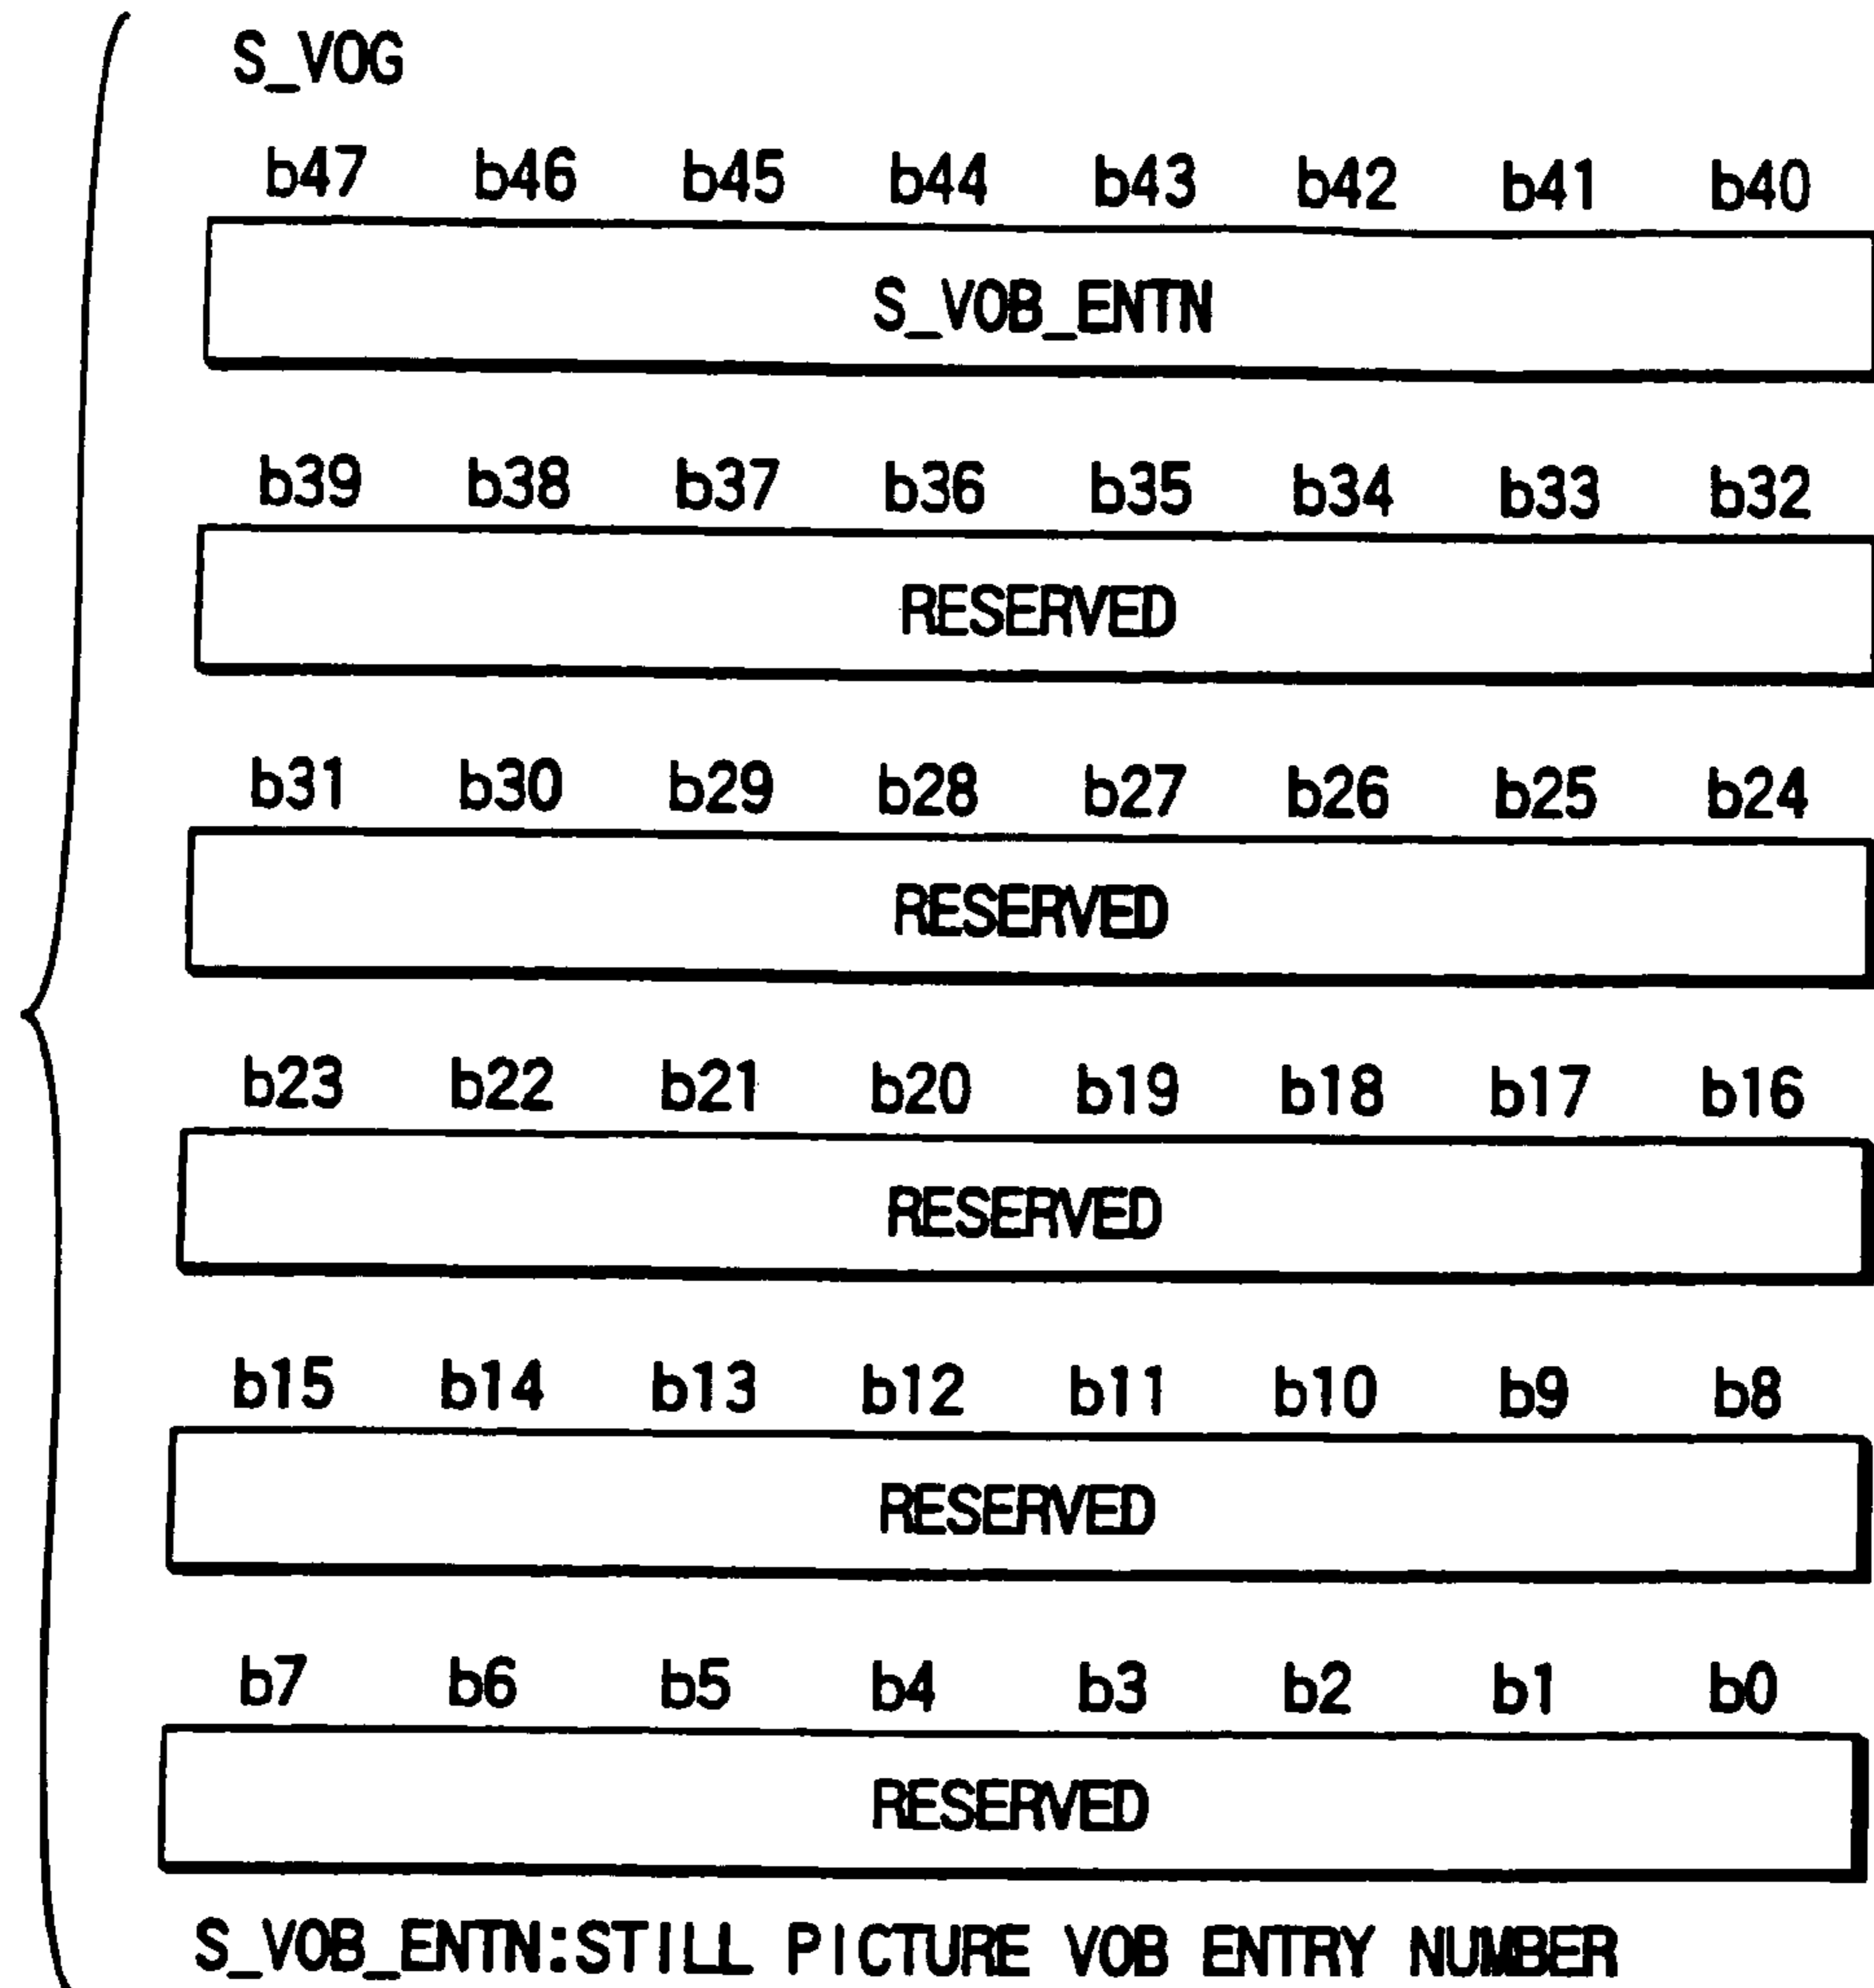 S_VOG
b47 b46 b45 b44 b43 b42 b41 b40
S_VOB_ENTN
b39 b38 b37 b36 b35 b34 b33 b32
RESERVED
b31 b30 b29 b28 b27 b26 b25 b24
RESERVED
b23 b22 b21 b20 b19 b18 b17 b16
RESERVED
b15 b14 b13 b12 b11 b10 b9 b8
RESERVED
b7 b6 b5 b4 b3 b2 b1 b0
RESERVED
S_VOB_ENTN:STILL PICTURE VOB ENTRY NUMBER